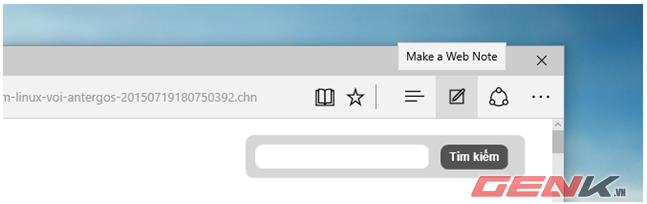 Make a Web Note
m-linux-voi-antergos-20150719180750392.chn
Tìm kiếm
GENK.VN